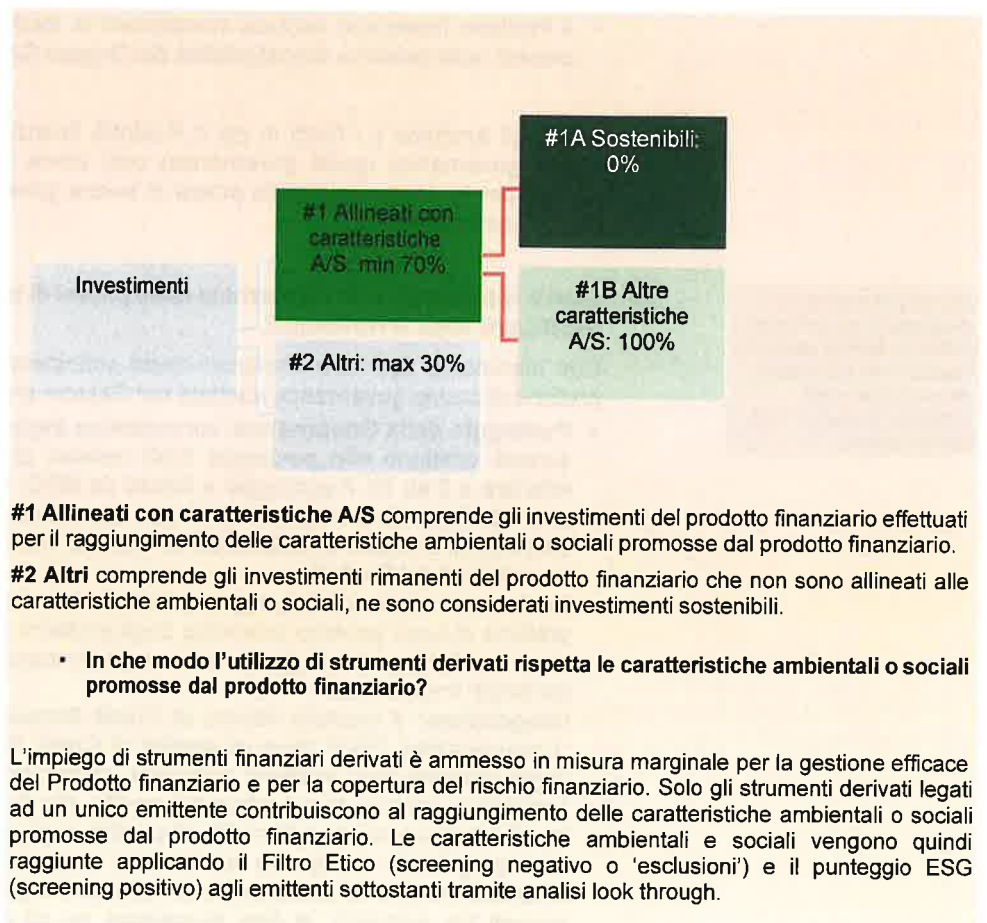 #1A Sostenibili:
0%
#1 Allineati con
caratteristiche
A/S: min 70%
Investimenti
#1B Altre
caratteristiche
A/S: 100%
#2 Altri: max 30%
#1 Allineati con caratteristiche A/S comprende gli investimenti del prodotto finanziario effettuati
per il raggiungimento delle caratteristiche ambientali o sociali promosse dal prodotto finanziario.
#2 Altri comprende gli investimenti rimanenti del prodotto finanziario che non sono allineati alle
caratteristiche ambientali o sociali, ne sono considerati investimenti sostenibili.
• In che modo l'utilizzo di strumenti derivati rispetta le caratteristiche ambientali o sociali
promosse dal prodotto finanziario?
L'impiego di strumenti finanziari derivati è ammesso in misura marginale per la gestione efficace
del Prodotto finanziario e per la copertura del rischio finanziario. Solo gli strumenti derivati legati
ad un unico emittente contribuiscono al raggiungimento delle caratteristiche ambientali o sociali
promosse dal prodotto finanziario. Le caratteristiche ambientali e sociali vengono quindi
raggiunte applicando il Filtro Etico (screening negativo o 'esclusioni') e il punteggio ESG
(screening positivo) agli emittenti sottostanti tramite analisi look through.